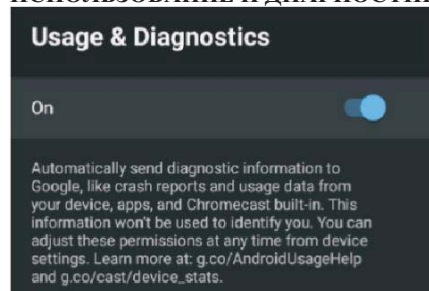 ИСПОЛЬЗОВАНИЕ И ДИАГНОСТИК
Usage & Diagnostics
On
Automatically send diagnostic information to
Google, like crash reports and usage data from
your device, apps, and Chromecast built-in. This
information won't be used to identify you. You can
adjust these permissions at any time from device
settings. Learn more at: g.co/AndroidUsageHelp
and g.co/cast/device_stats.